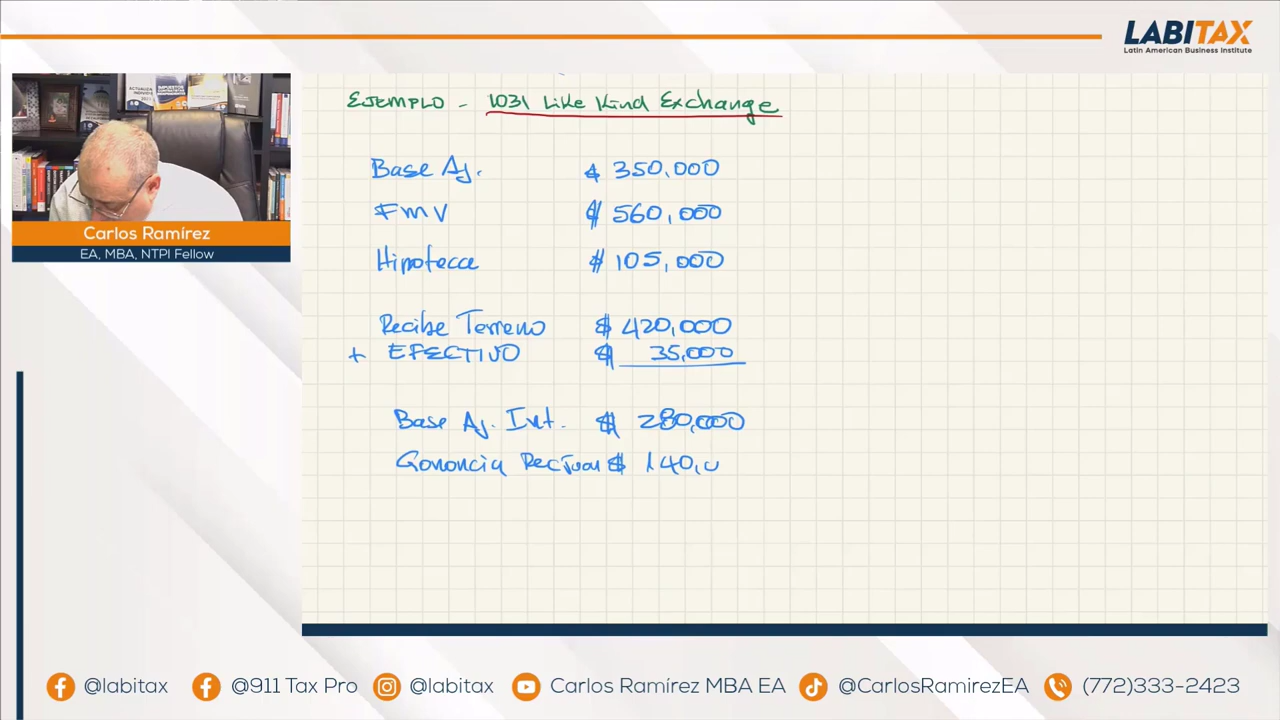 LABITAX
Latin American Business Institute
EJEMPLO - 1031 Like Kind Exchange
Base Aj. $ 350,000
FMV $ 560,000
Hipoteca $ 105,000
Recibe Terreno $ 420,000
+ EFECTIVO $ 35,000
Base Aj. Int. $ 280,000
Ganancia $ 140,0
Carlos Ramírez
EA, MBA, NTPI Fellow
@labitax @911 Tax Pro @labitax Carlos Ramírez MBA EA @CarlosRamirezEA (772)333-2423